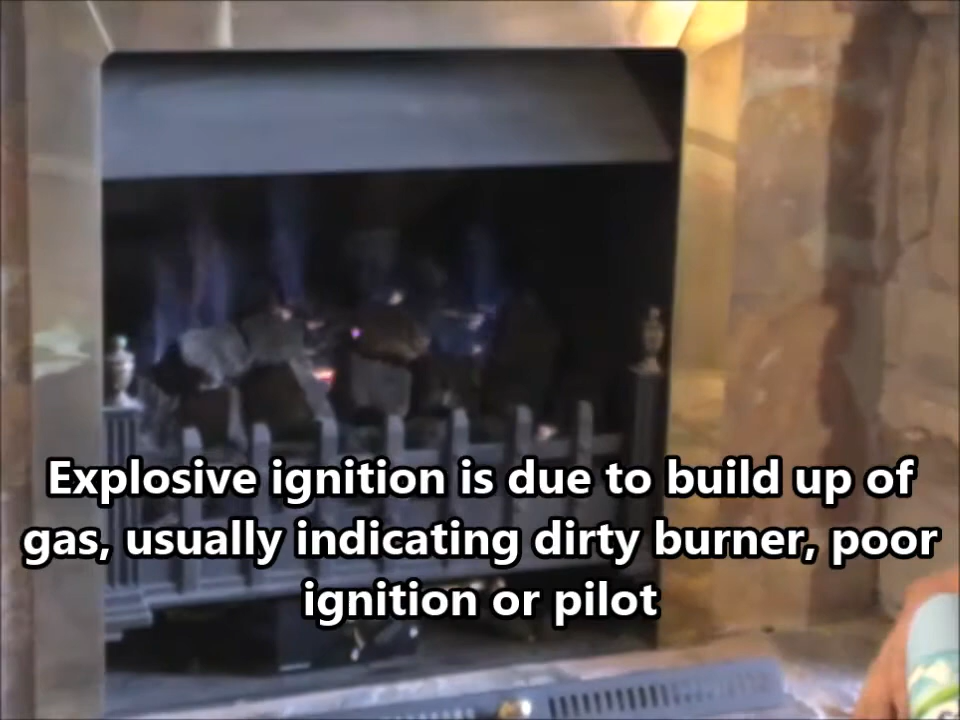 Explosive ignition is due to build up of
gas, usually indicating dirty burner, poor
ignition or pilot